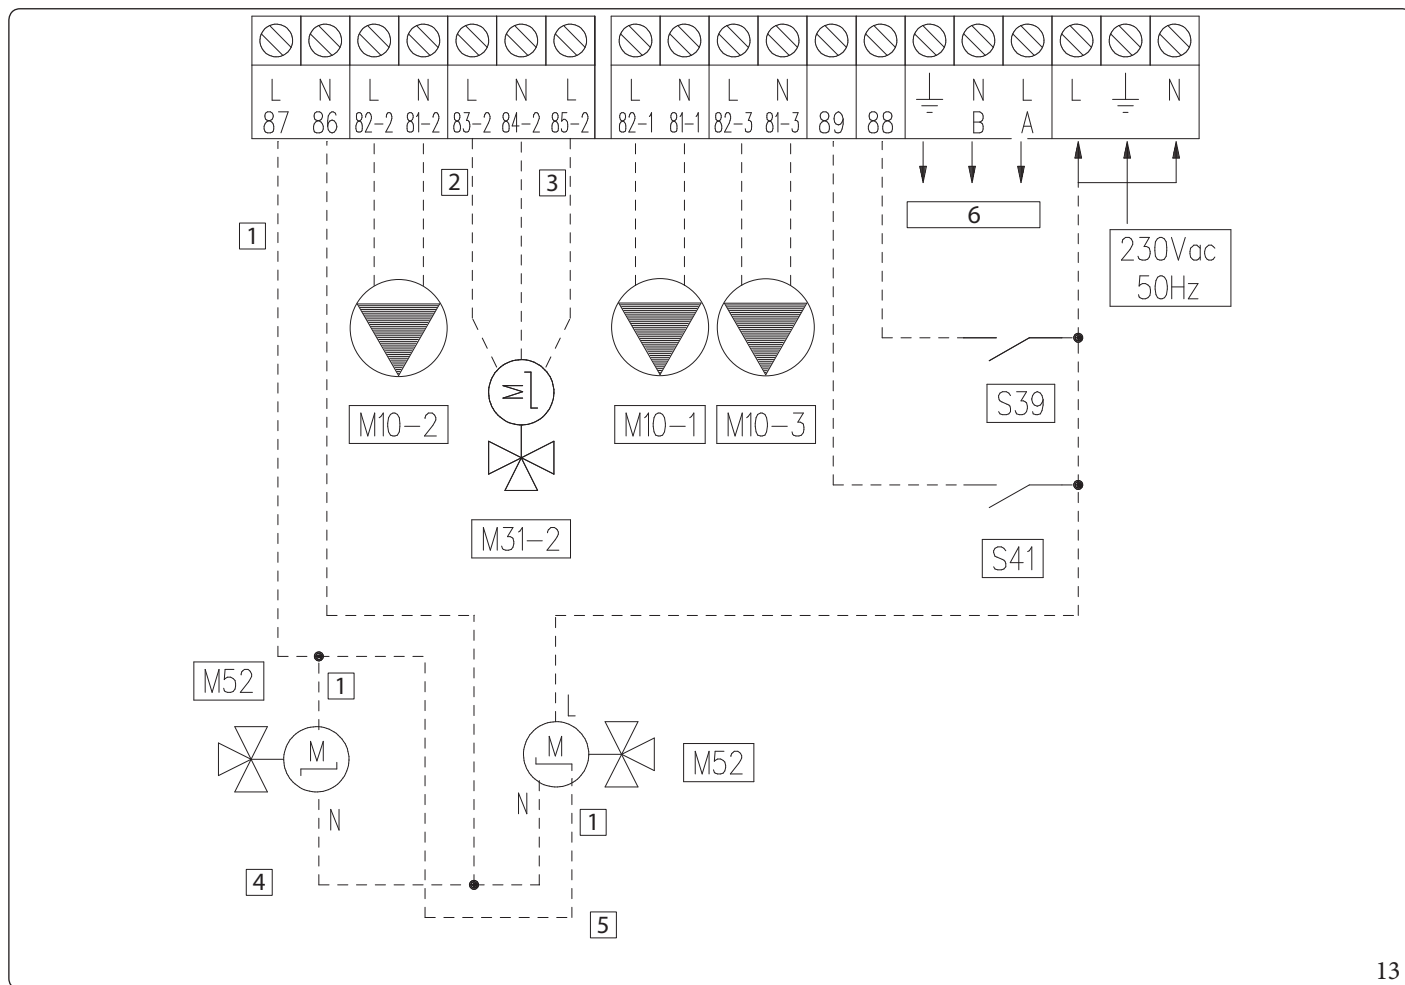 L N L N L N L L N L N L N L
87 86 82-2 81-2 83-2 84-2 85-2 82-1 81-1 82-3 81-3 89 88 B A L N
2 3
1
6
230Vac
50Hz
M
S39
M10-2 M10-1 M10-3
M31-2
S41
M52
1
L
M M
M52
N
N
1
4
5
13